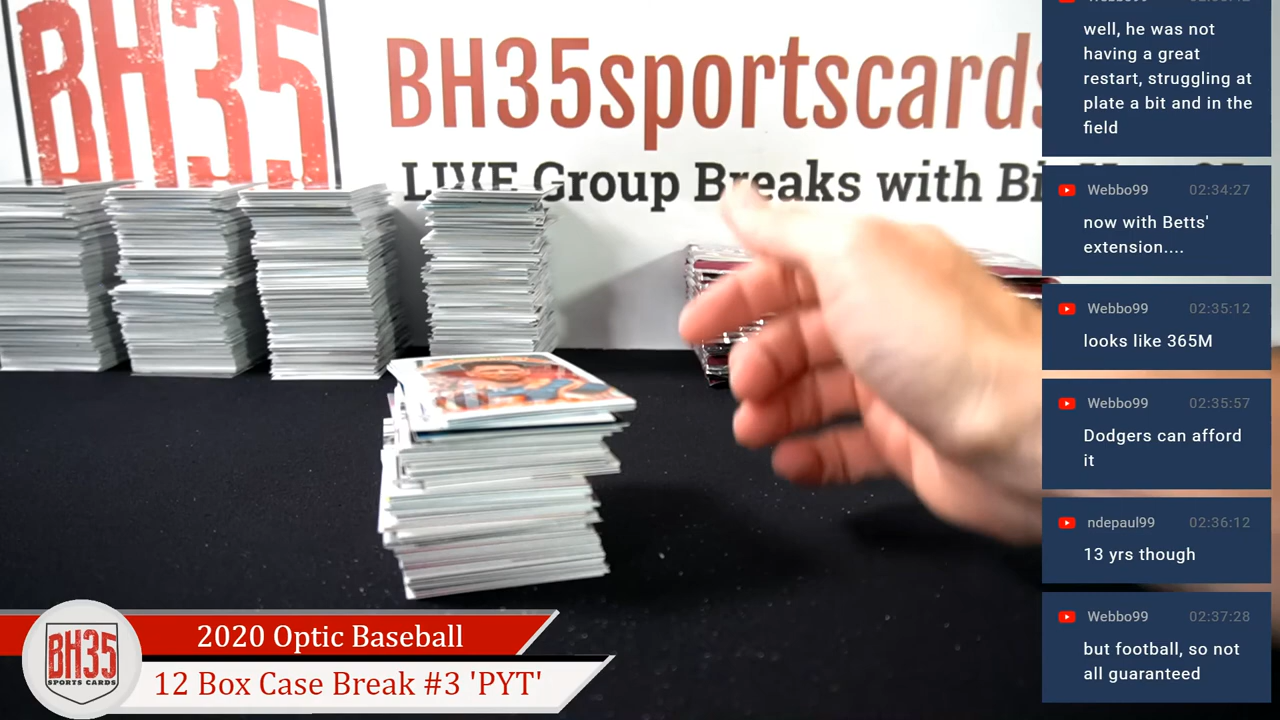 BH35
BH35sportscards
LIVE Group Breaks with
well, he was not
having a great
restart, struggling at
plate a bit and in the
field
Webbo99 02:34:27
now with Betts'
extension....
Webbo99 02:35:12
looks like 365M
Webbo99 02:35:57
Dodgers can afford
it
ndepaul99 02:36:12
13 yrs though
Webbo99 02:37:28
but football, so not
all guaranteed
2020 Optic Baseball
12 Box Case Break #3 'PYT'
BH35
SPORTS CARDS